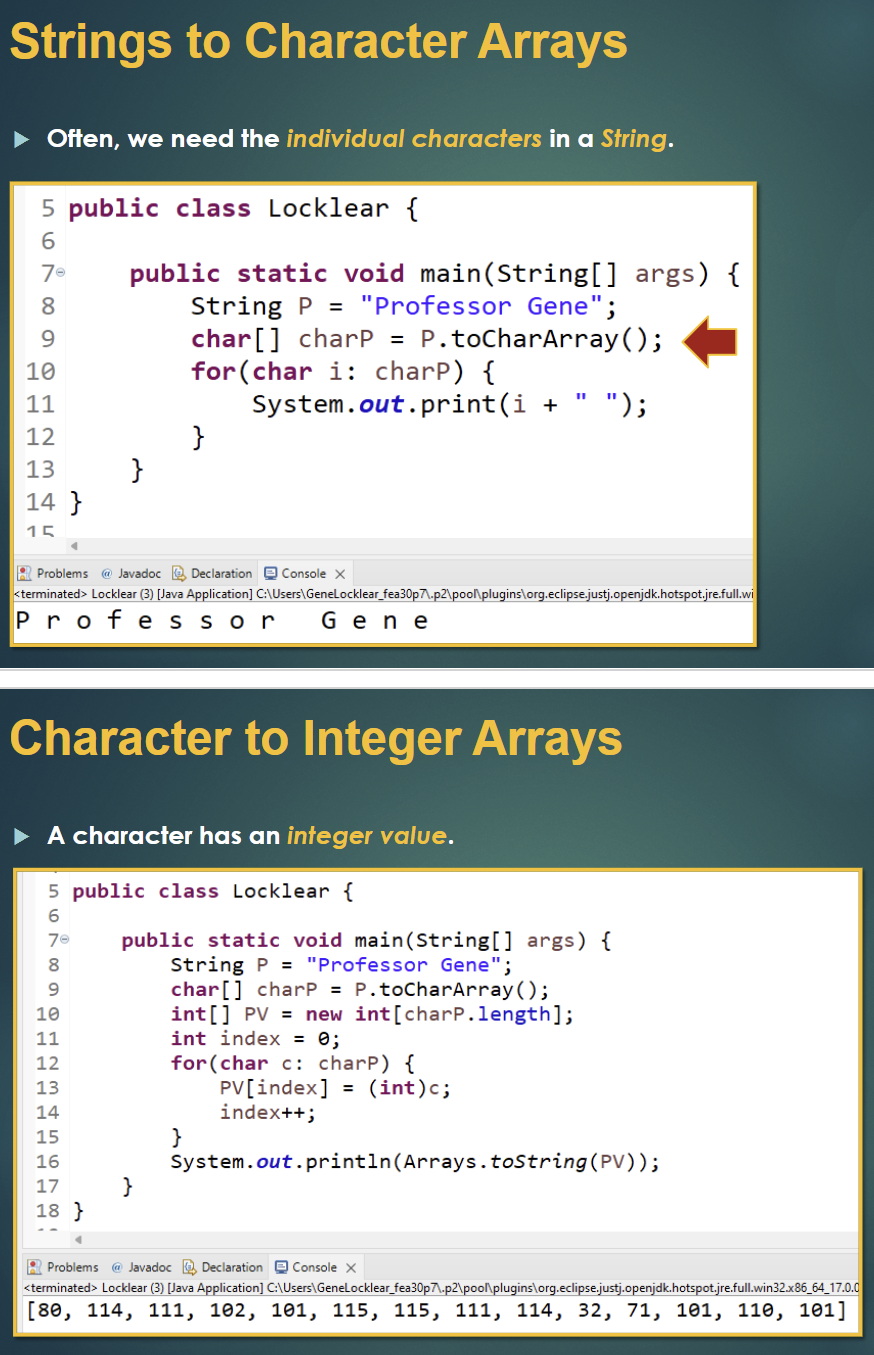 Strings to Character Arrays
Often, we need the individual characters in a String.
5 public class Locklear {
6
7 public static void main(String[] args) {
8 String P = "Professor Gene";
9 char[] charP = P.toCharArray();
10 for(char i: charP) {
11 System.out.print(i + " ");
12 }
13 }
14 }
15
Problems @ Javadoc Declaration Console
<terminated> Locklear (3) [Java Application] C:\Users\GeneLocklear_fea30p7\.p2\pool\plugins\org.eclipse.justj.openjdk.hotspot.jre.full.wi
P r o f e s s o r   G e n e
Character to Integer Arrays
A character has an integer value.
5 public class Locklear {
6
7 public static void main(String[] args) {
8 String P = "Professor Gene";
9 char[] charP = P.toCharArray();
10 int[] PV = new int[charP.length];
11 int index = 0;
12 for(char c: charP) {
13 PV[index] = (int)c;
14 index++;
15 }
16 System.out.println(Arrays.toString(PV));
17 }
18 }
Problems @ Javadoc Declaration Console
<terminated> Locklear (3) [Java Application] C:\Users\GeneLocklear_fea30p7\.p2\pool\plugins\org.eclipse.justj.openjdk.hotspot.jre.full.win32.x86_64_17.0.0
[80, 114, 111, 102, 101, 115, 115, 111, 114, 32, 71, 101, 110, 101]